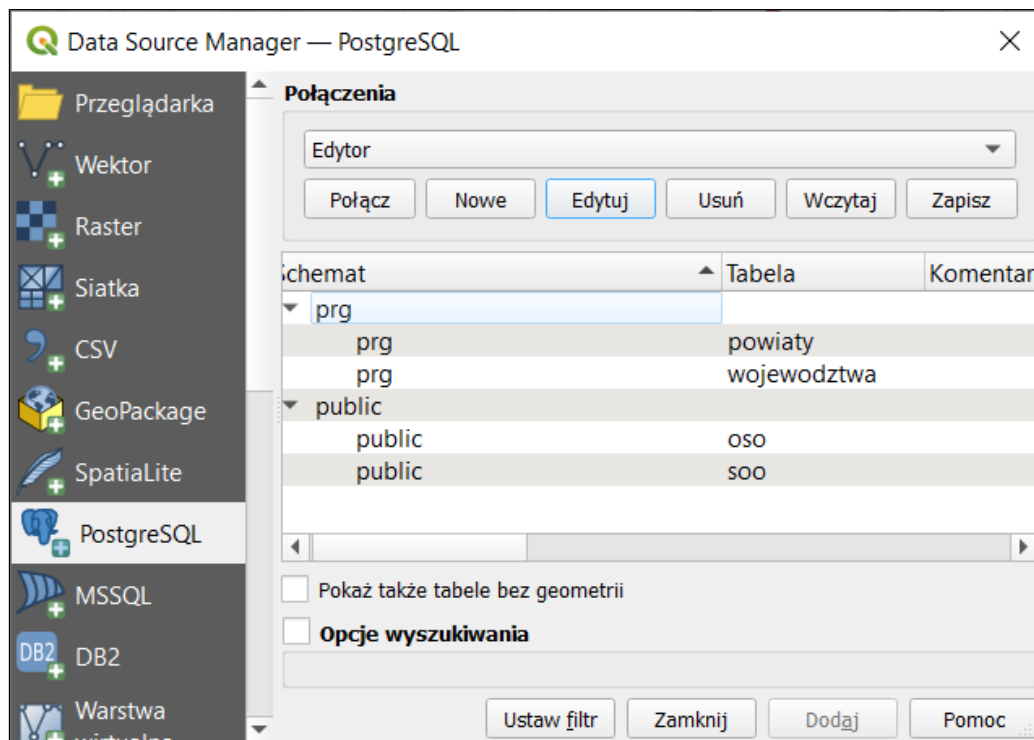 Data Source Manager — PostgreSQL
Przeglądarka
Wektor
Raster
Siatka
CSV
GeoPackage
SpatiaLite
PostgreSQL
MSSQL
DB2
DB2
Warstwa
wirtualna
Połączenia
Edytor
Połącz Nowe Edytuj Usuń Wczytaj Zapisz
Schemat Tabela Komentar
prg
prg powiaty
prg wojewodztwa
public
public oso
public soo
Pokaż także tabele bez geometrii
Opcje wyszukiwania
Ustaw filtr Zamknij Dodaj Pomoc